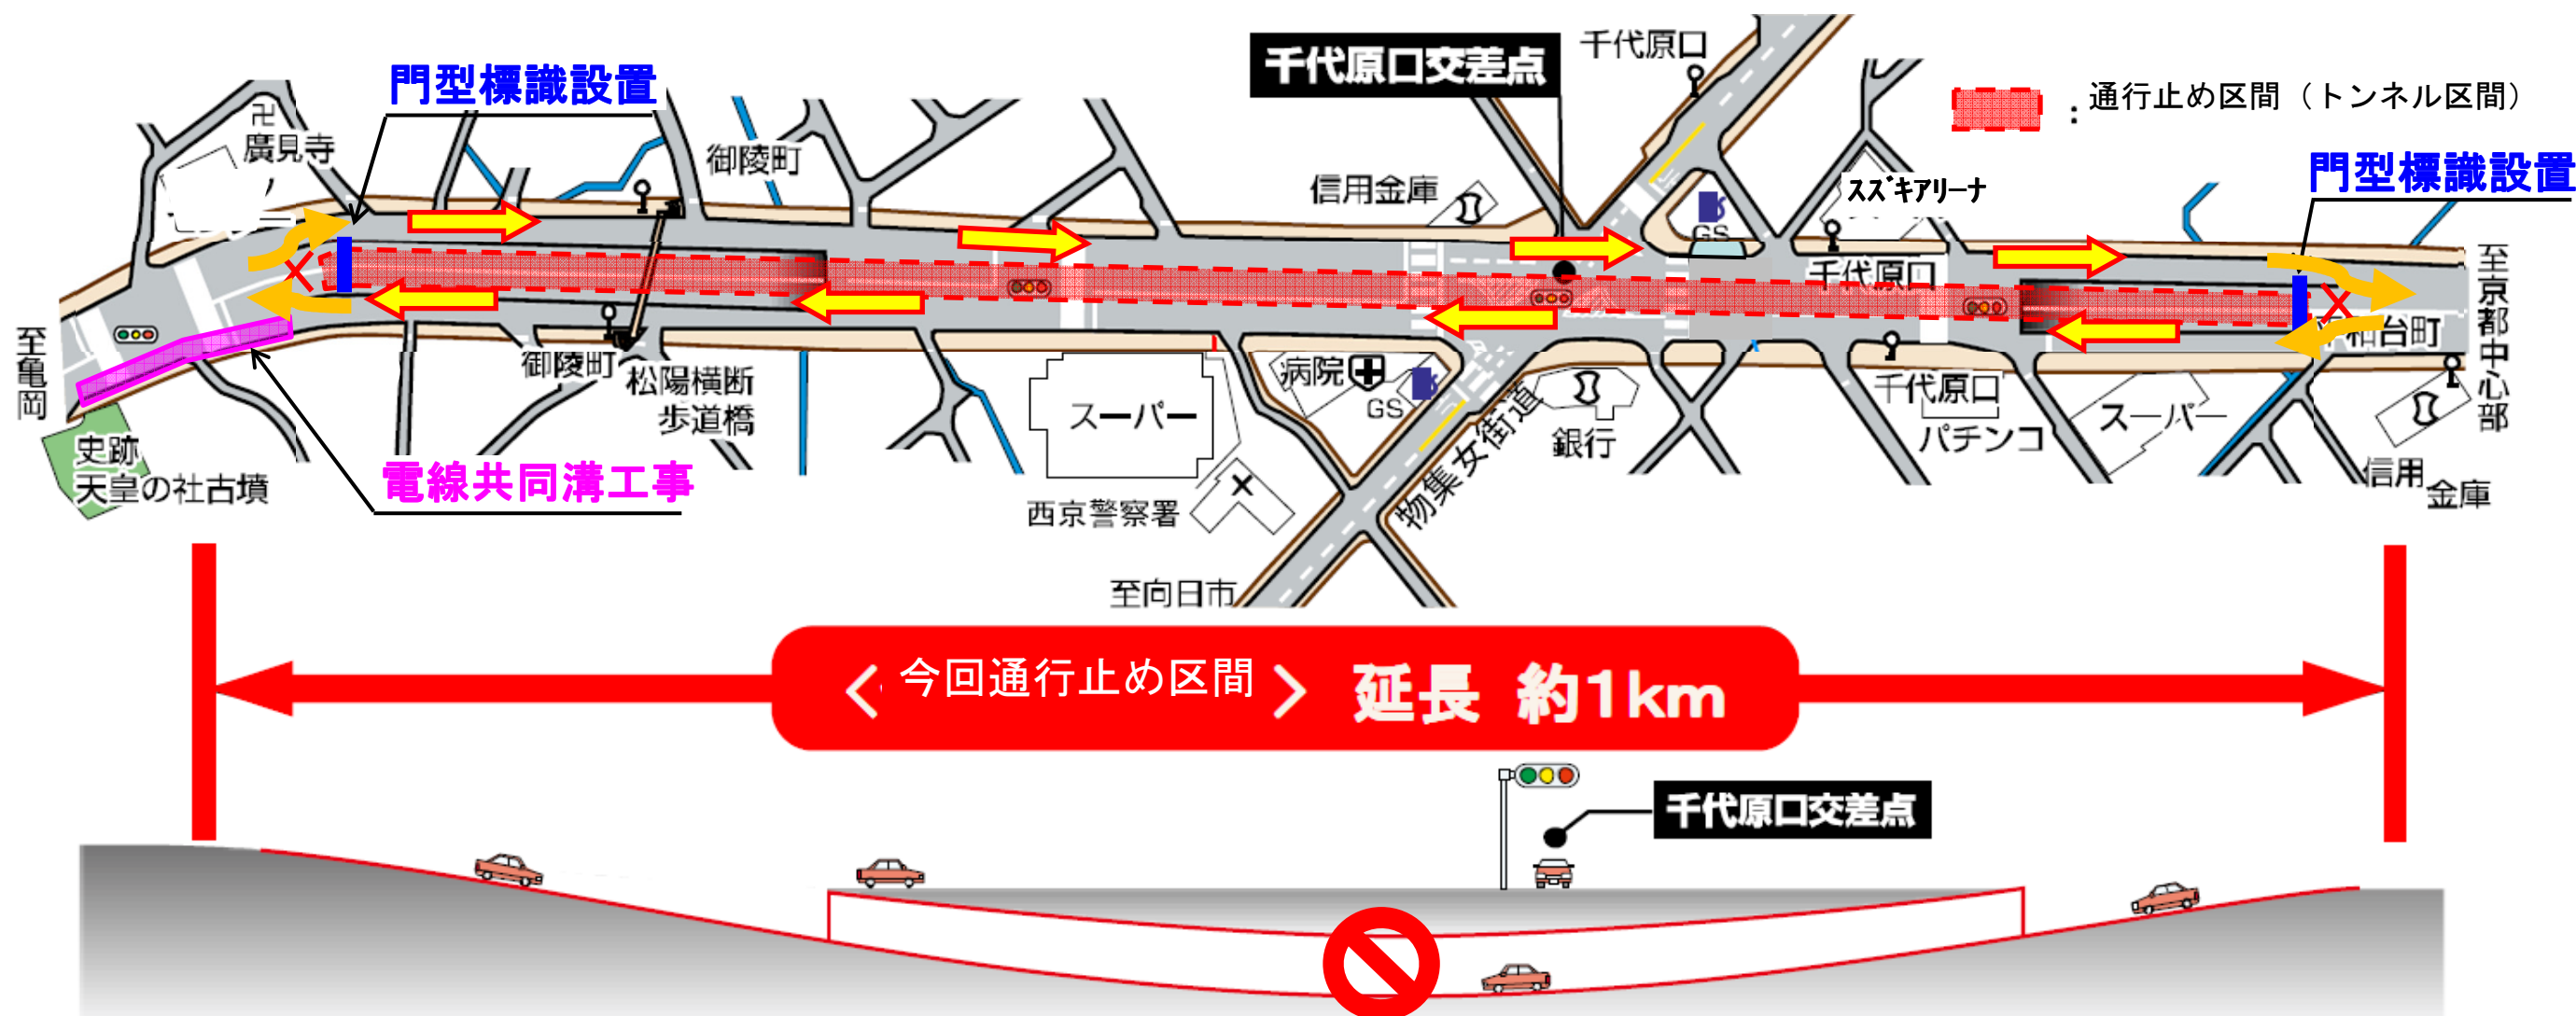 千代原口
千代原口交差点
門型標識設置
：通行止め区間（トンネル区間）
卍
廣見寺
御陵町
門型標識設置
信用金庫
スズキアリーナ
GS
千代原口
至亀岡
至京都中心部
御陵町
松陽横断
歩道橋
病院
GS
千代原口
スーパー
物集女街道
銀行
パチンコ
スーパー
史跡
天皇の社古墳
電線共同溝工事
西京警察署
信用
金庫
至向日市
＜今回通行止め区間＞ 延長 約1km
千代原口交差点